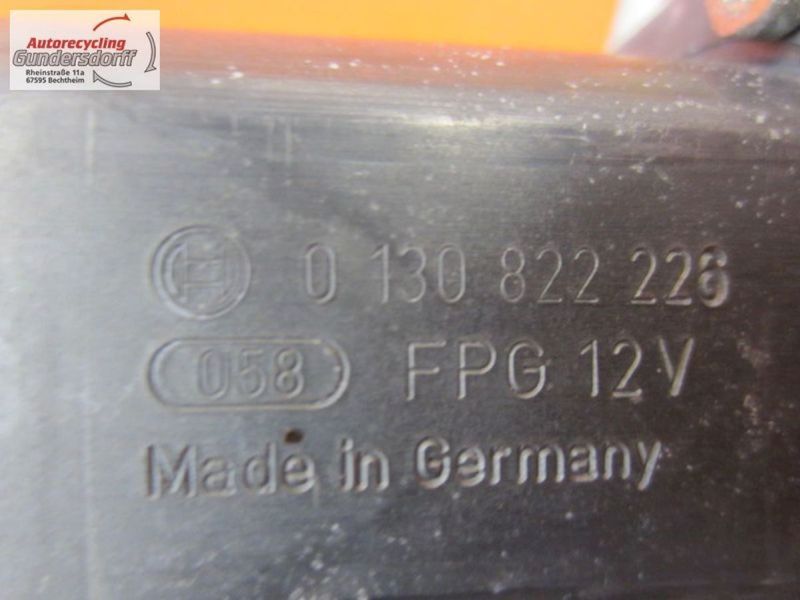 Autorecycling
Gundersdorff
Rheinstraße 11a
67595 Bechtheim
0 130 822 226
058 FPG 12V
Made in Germany